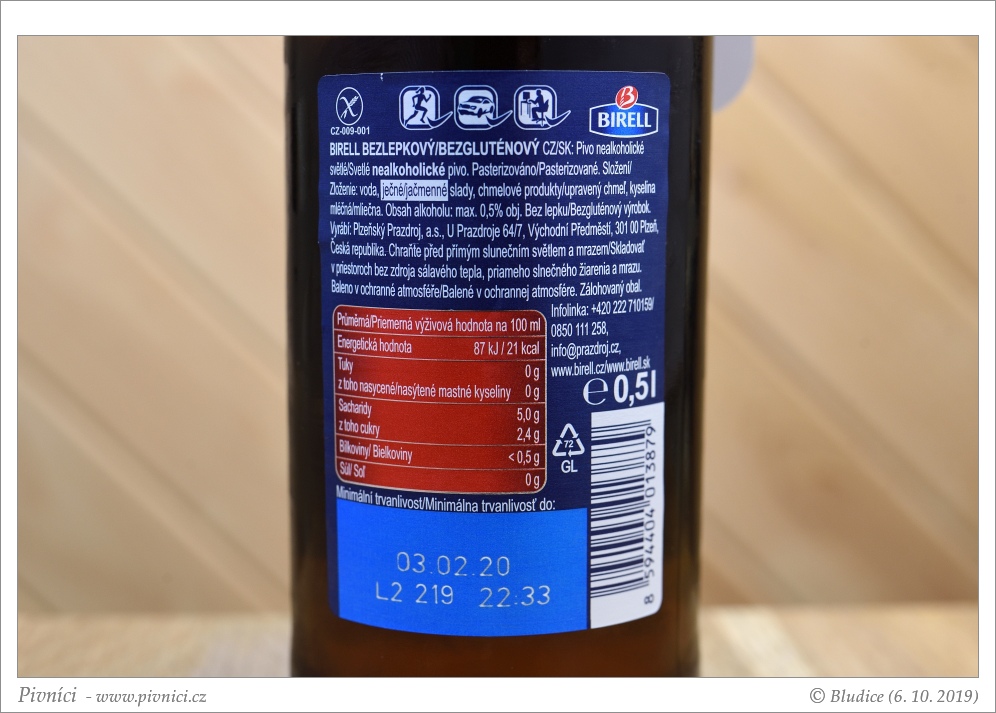 CZ-009-001
BIRELL
BIRELL BEZLEPKOVÝ/BEZGLUTÉNOVÝ CZ/SK: Pivo nealkoholické
světlé/Svetlé nealkoholické pivo. Pasterizováno/Pasterizované. Složení/
Zloženie: voda, ječné/jačmenné slady, chmelové produkty/upravený chmeľ, kyselina
mléčná/mliečna. Obsah alkoholu: max. 0,5% obj. Bez lepku/Bezgluténový výrobok.
Vyrábí: Plzeňský Prazdroj, a.s., U Prazdroje 64/7, Východní Předměstí, 301 00 Plzeň,
Česká republika. Chraňte před přímým slunečním světlem a mrazem/Skladovať
v priestoroch bez zdroja sálavého tepla, priameho slnečného žiarenia a mrazu.
Baleno v ochranné atmosféře/Balené v ochrannej atmosfére. Zálohovaný obal.
Infolinka: +420 222 710159/
0850 111 258,
info@prazdroj.cz,
www.birell.cz/www.birell.sk
Průměrná/Priemerná výživová hodnota na 100 ml
Energetická hodnota 87 kJ / 21 kcal
Tuky 0 g
z toho nasycené/nasýtené mastné kyseliny 0 g
Sacharidy 5,0 g
z toho cukry 2,4 g
Bílkoviny/ Bielkoviny < 0,5 g
Sůl/ Soľ 0 g
℮ 0,5l
72
GL
Minimální trvanlivost/Minimálna trvanlivosť do:
03.02.20
L2 219 22:33
8 594404 013879
Pivníci - www.pivnici.cz
© Bludice (6. 10. 2019)